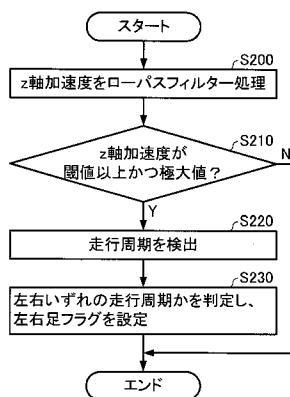 スタート
S200
z軸加速度をローパスフィルター処理
S210
z軸加速度が
閾値以上かつ極大値？
N
Y
S220
走行周期を検出
S230
左右いずれの走行周期かを判定し、
左右足フラグを設定
エンド